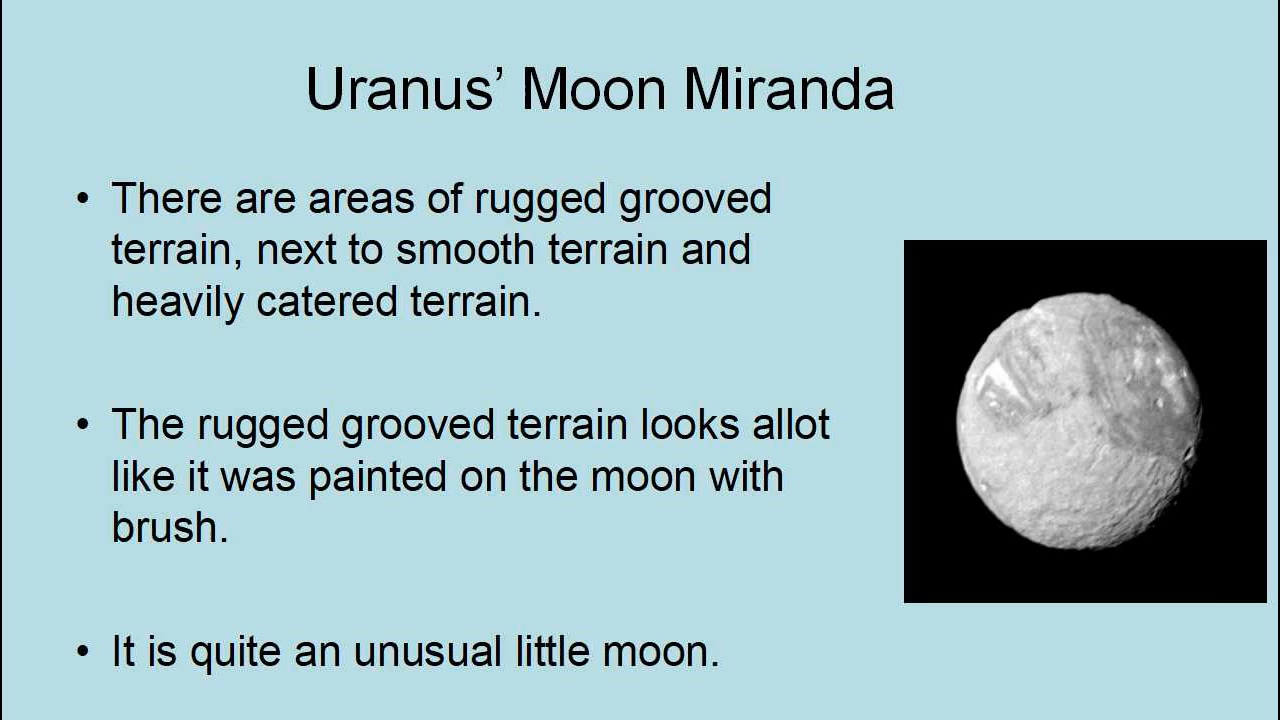 Uranus’ Moon Miranda
• There are areas of rugged grooved
terrain, next to smooth terrain and
heavily catered terrain.
• The rugged grooved terrain looks allot
like it was painted on the moon with
brush.
• It is quite an unusual little moon.